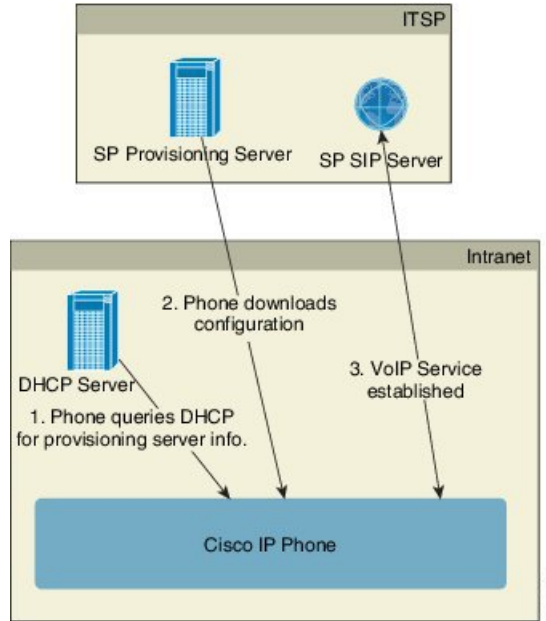 ITSP
SP Provisioning Server
SP SIP Server
Intranet
2. Phone downloads
configuration
3. VoIP Service
established
DHCP Server
1. Phone queries DHCP
for provisioning server info.
Cisco IP Phone